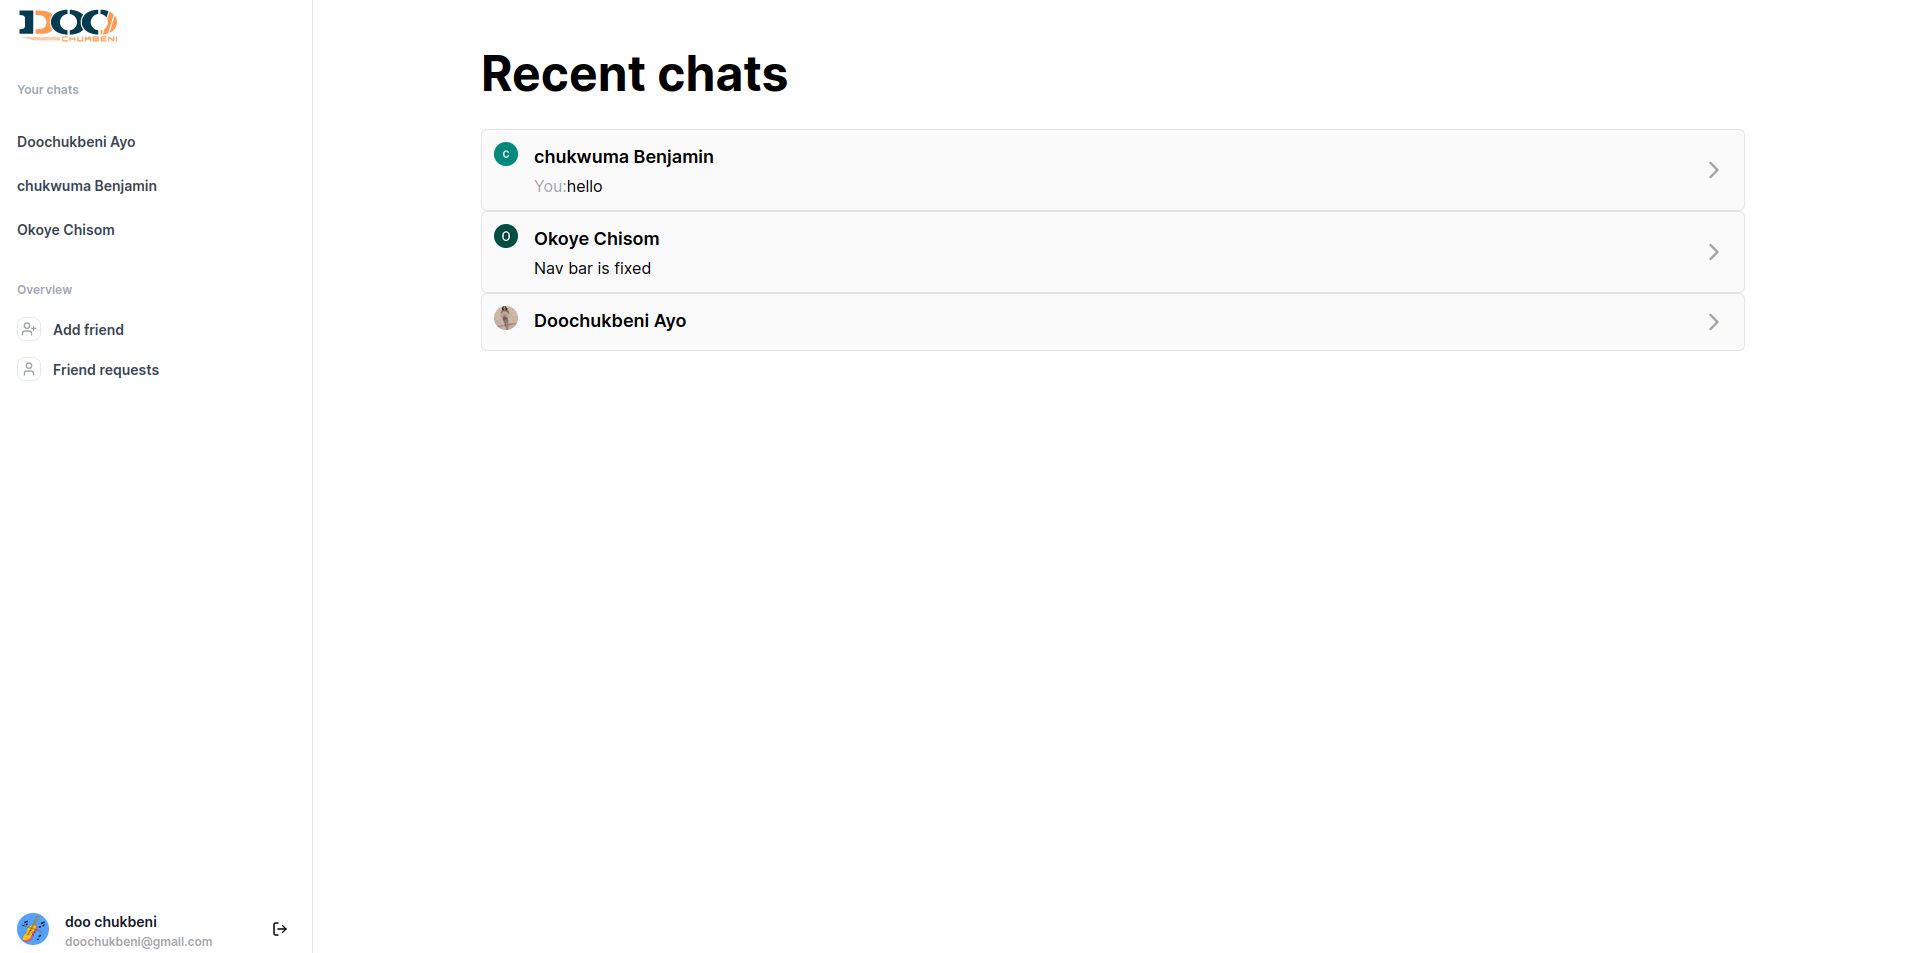 DOO
CHUKBENI
Your chats
Doochukbeni Ayo
chukwuma Benjamin
Okoye Chisom
Overview
Add friend
Friend requests
doo chukbeni
doochukbeni@gmail.com
Recent chats
c
chukwuma Benjamin
You:hello
O
Okoye Chisom
Nav bar is fixed
Doochukbeni Ayo